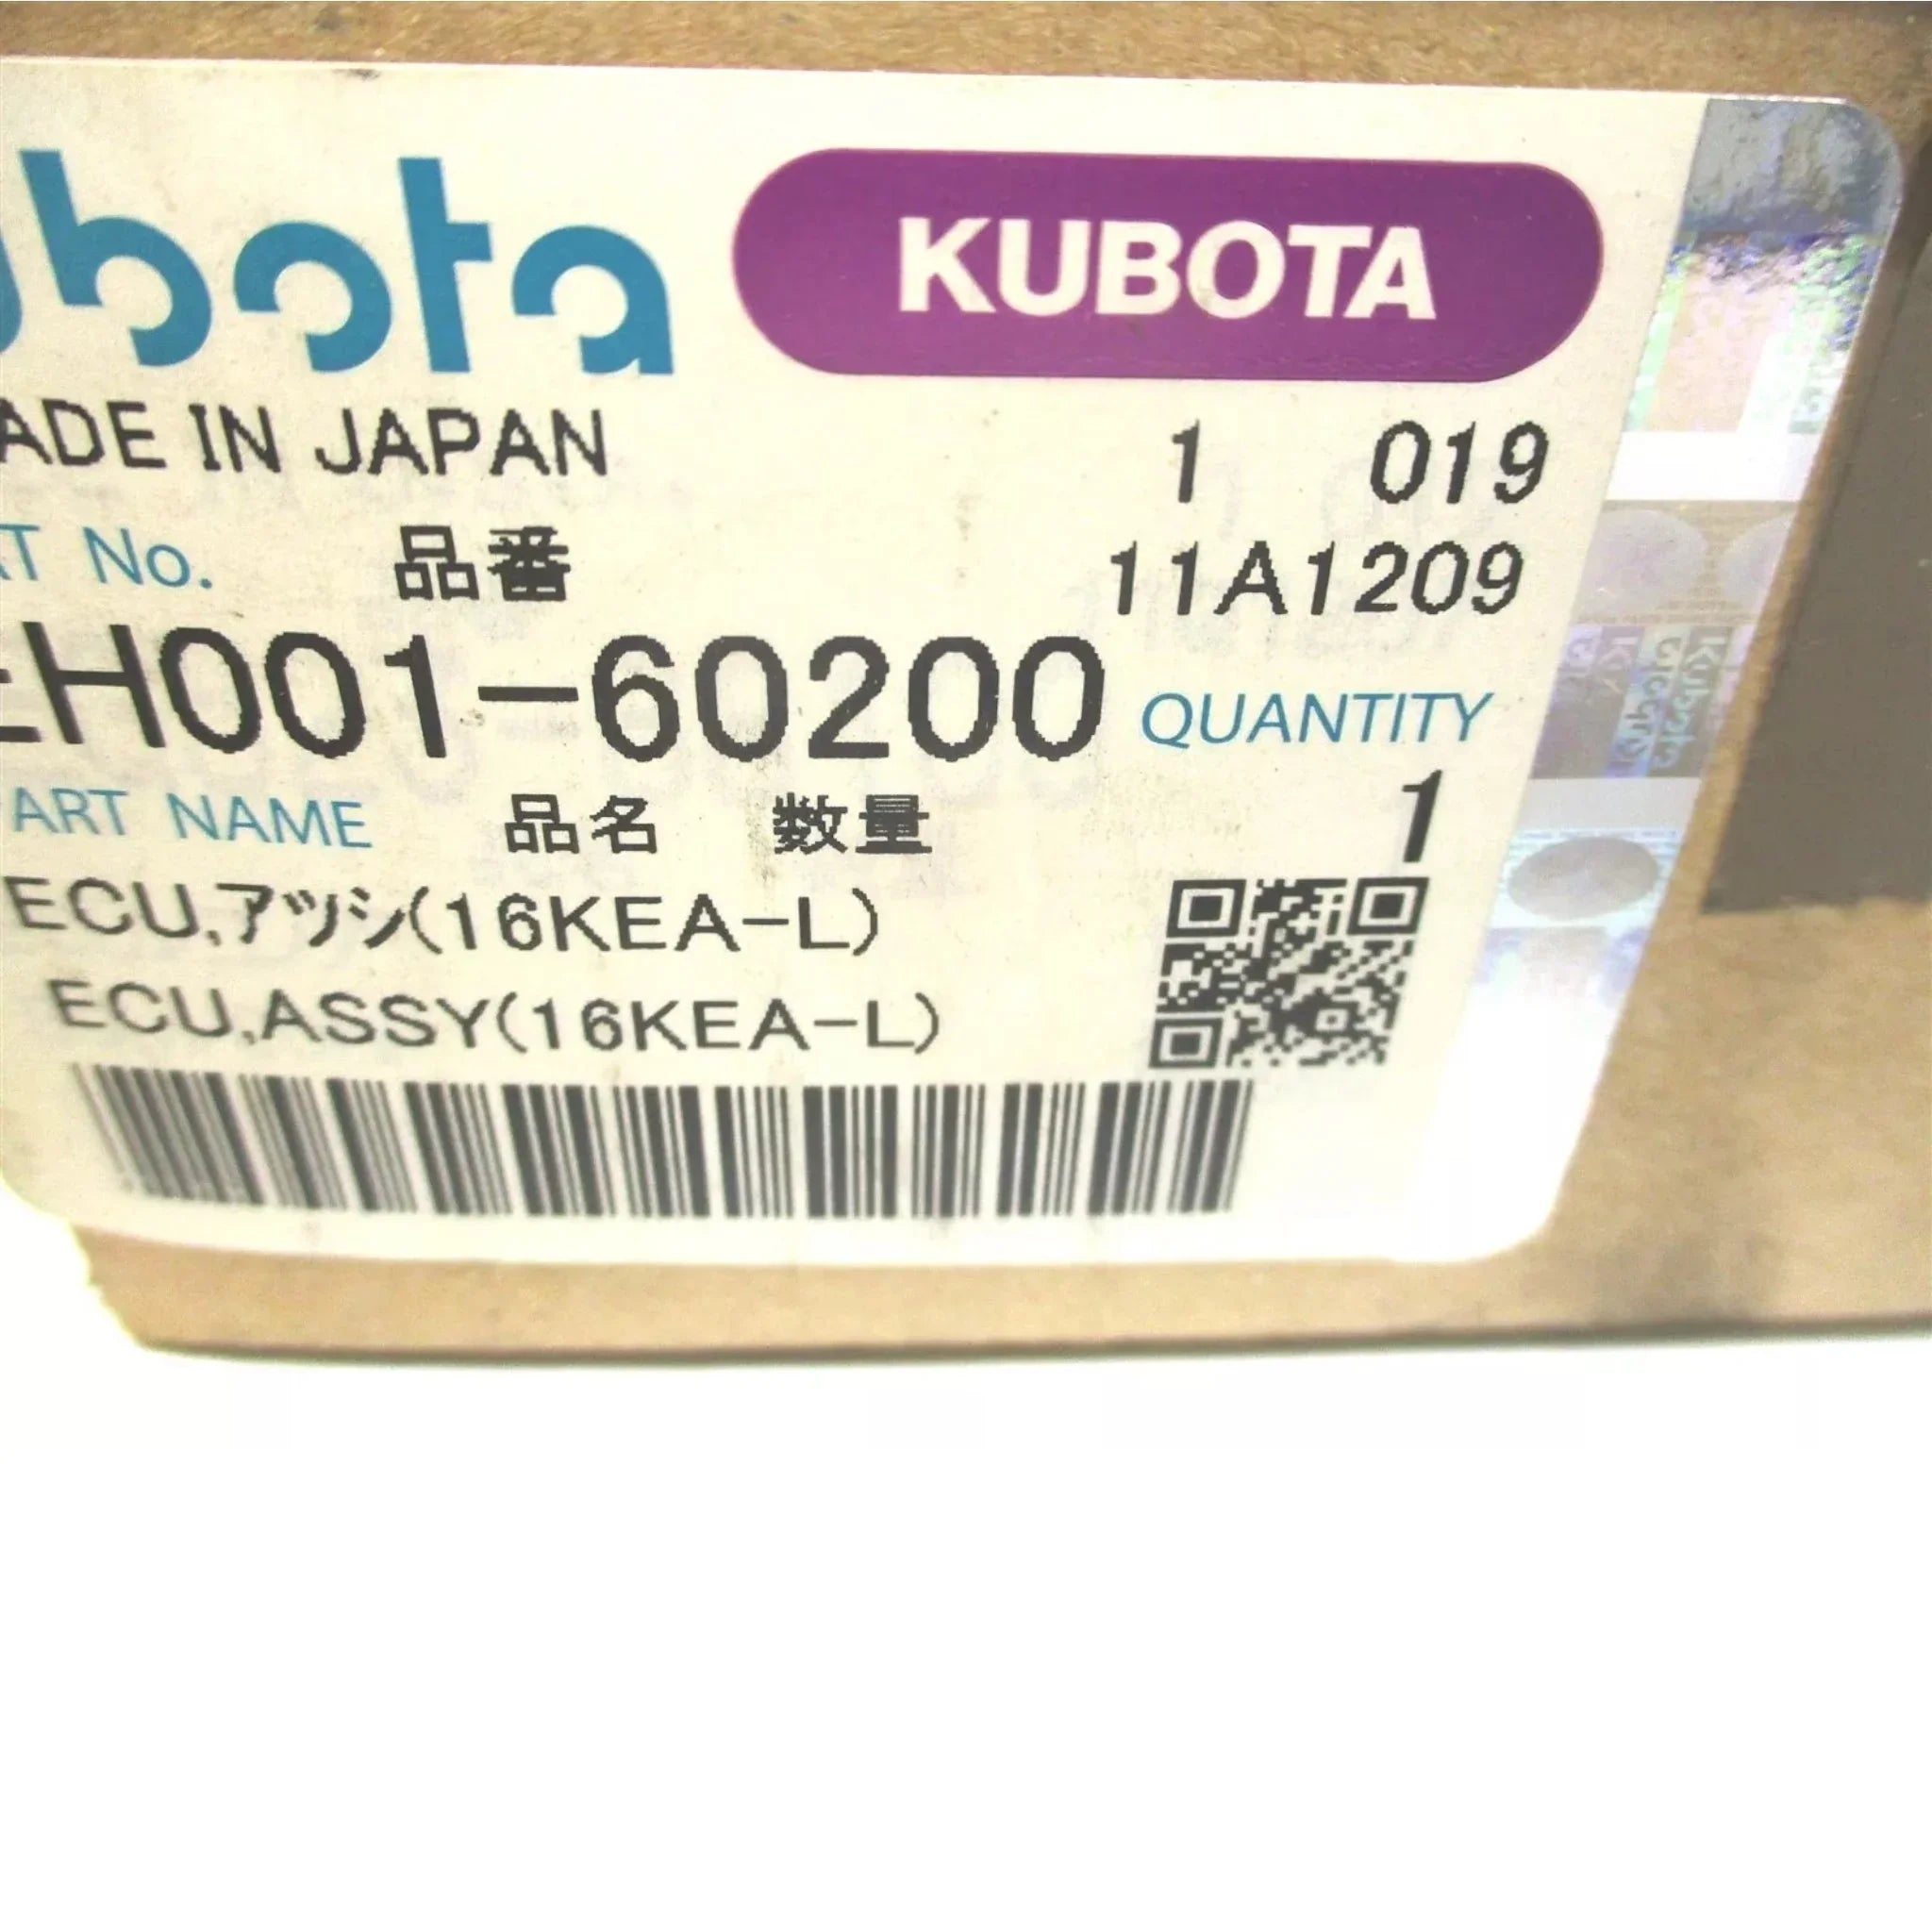 ubota KUBOTA
ADE IN JAPAN 1 019
T No. 品番 11A1209
EH001-60200 QUANTITY
ART NAME 品名 数量 1
ECU,アッシ(16KEA-L)
ECU,ASSY(16KEA-L)